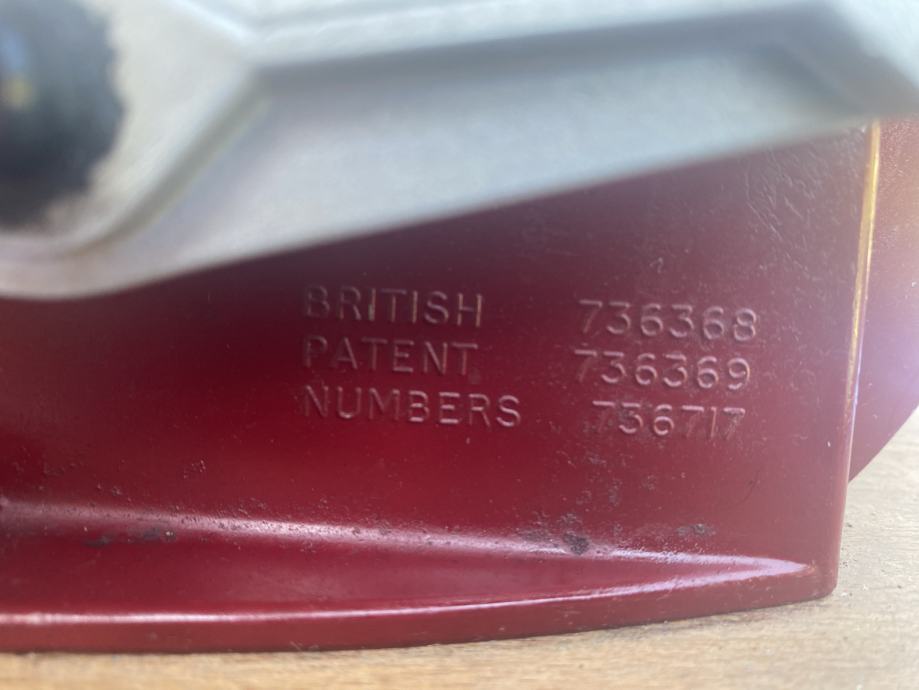 BRITISH 736368
PATENT 736369
NUMBERS 736717